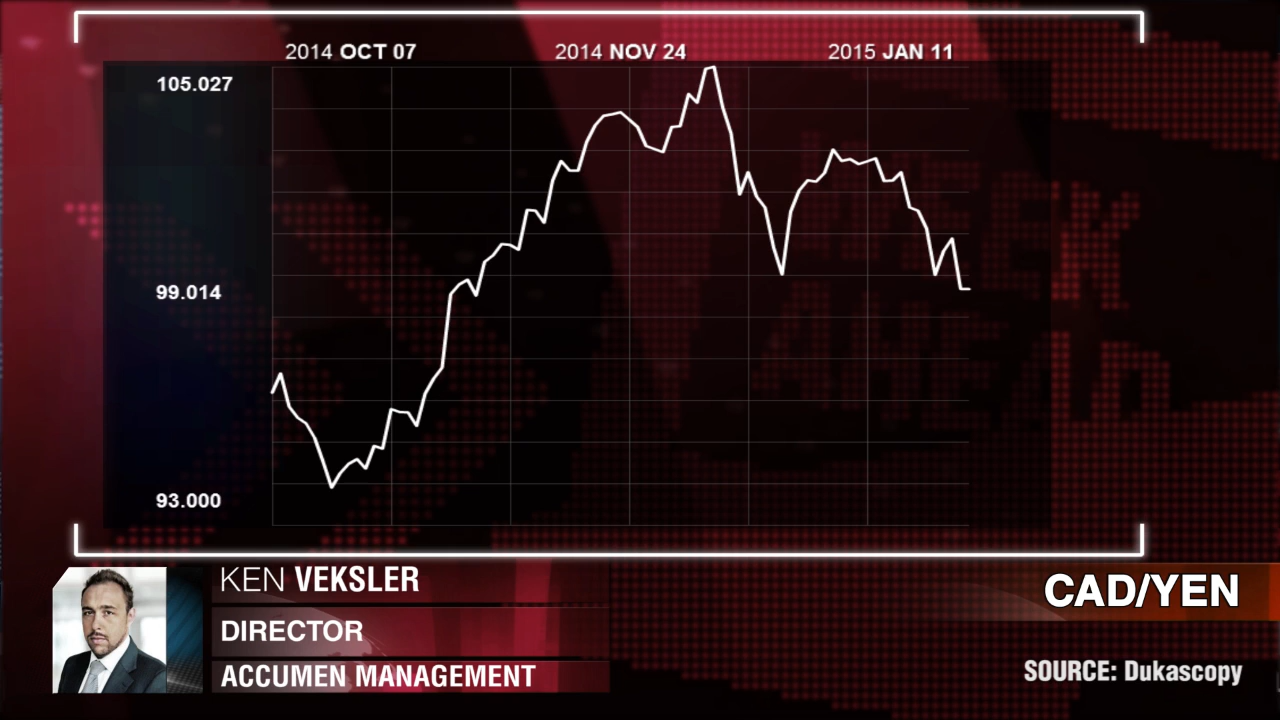 2014 OCT 07
2014 NOV 24
2015 JAN 11
105.027
99.014
93.000
KEN VEKSLER
DIRECTOR
ACCUMEN MANAGEMENT
CAD/YEN
SOURCE: Dukascopy